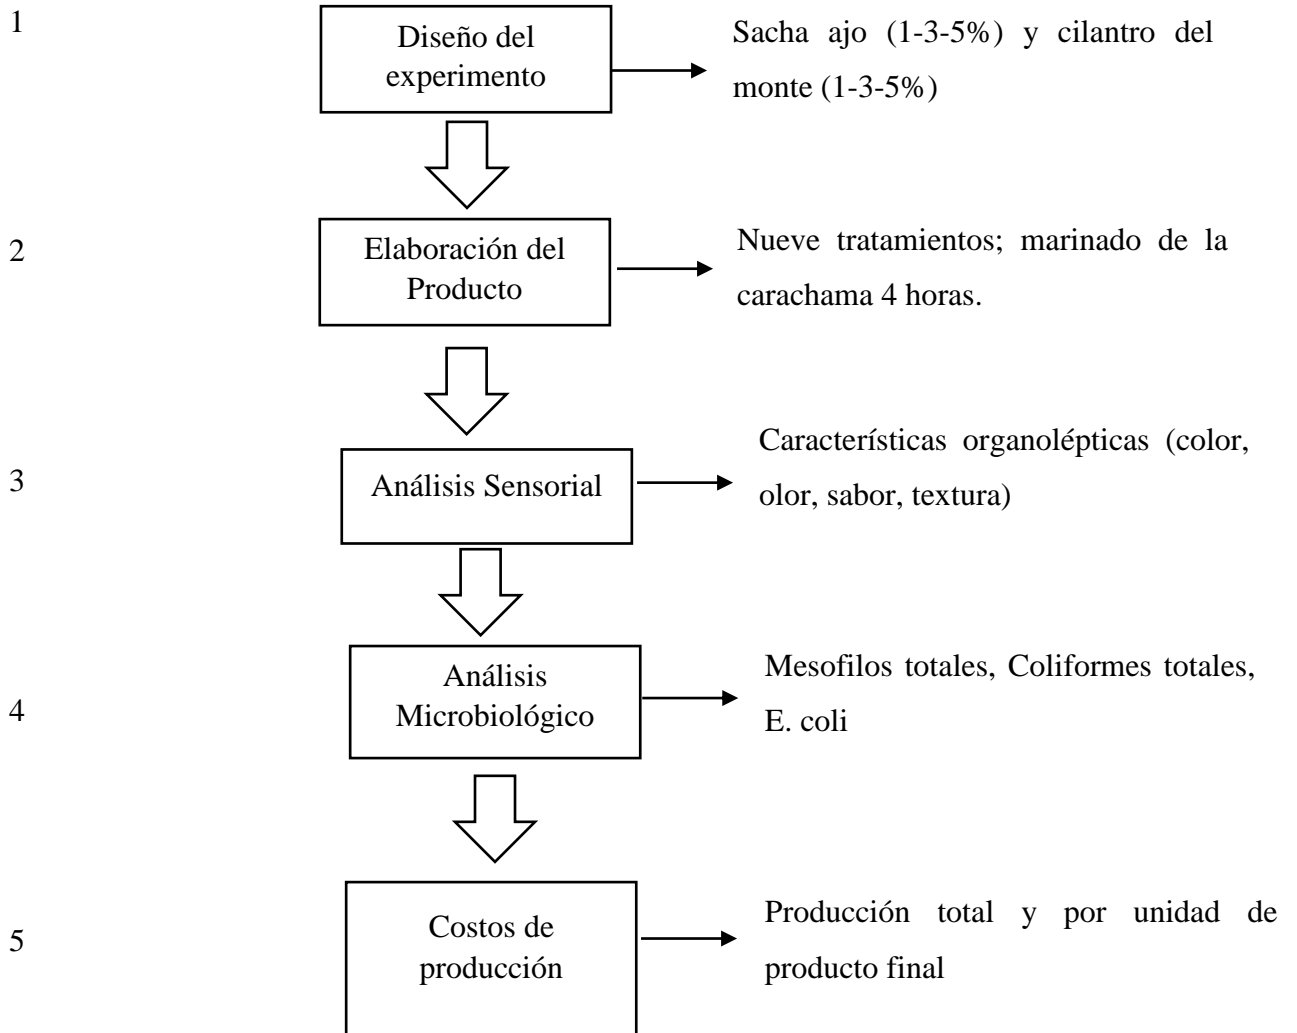 1
Diseño del
experimento
Sacha ajo (1-3-5%) y cilantro del
monte (1-3-5%)
2
Elaboración del
Producto
Nueve tratamientos; marinado de la
carachama 4 horas.
3
Análisis Sensorial
Características organolépticas (color,
olor, sabor, textura)
4
Análisis
Microbiológico
Mesofilos totales, Coliformes totales,
E. coli
5
Costos de
producción
Producción total y por unidad de
producto final